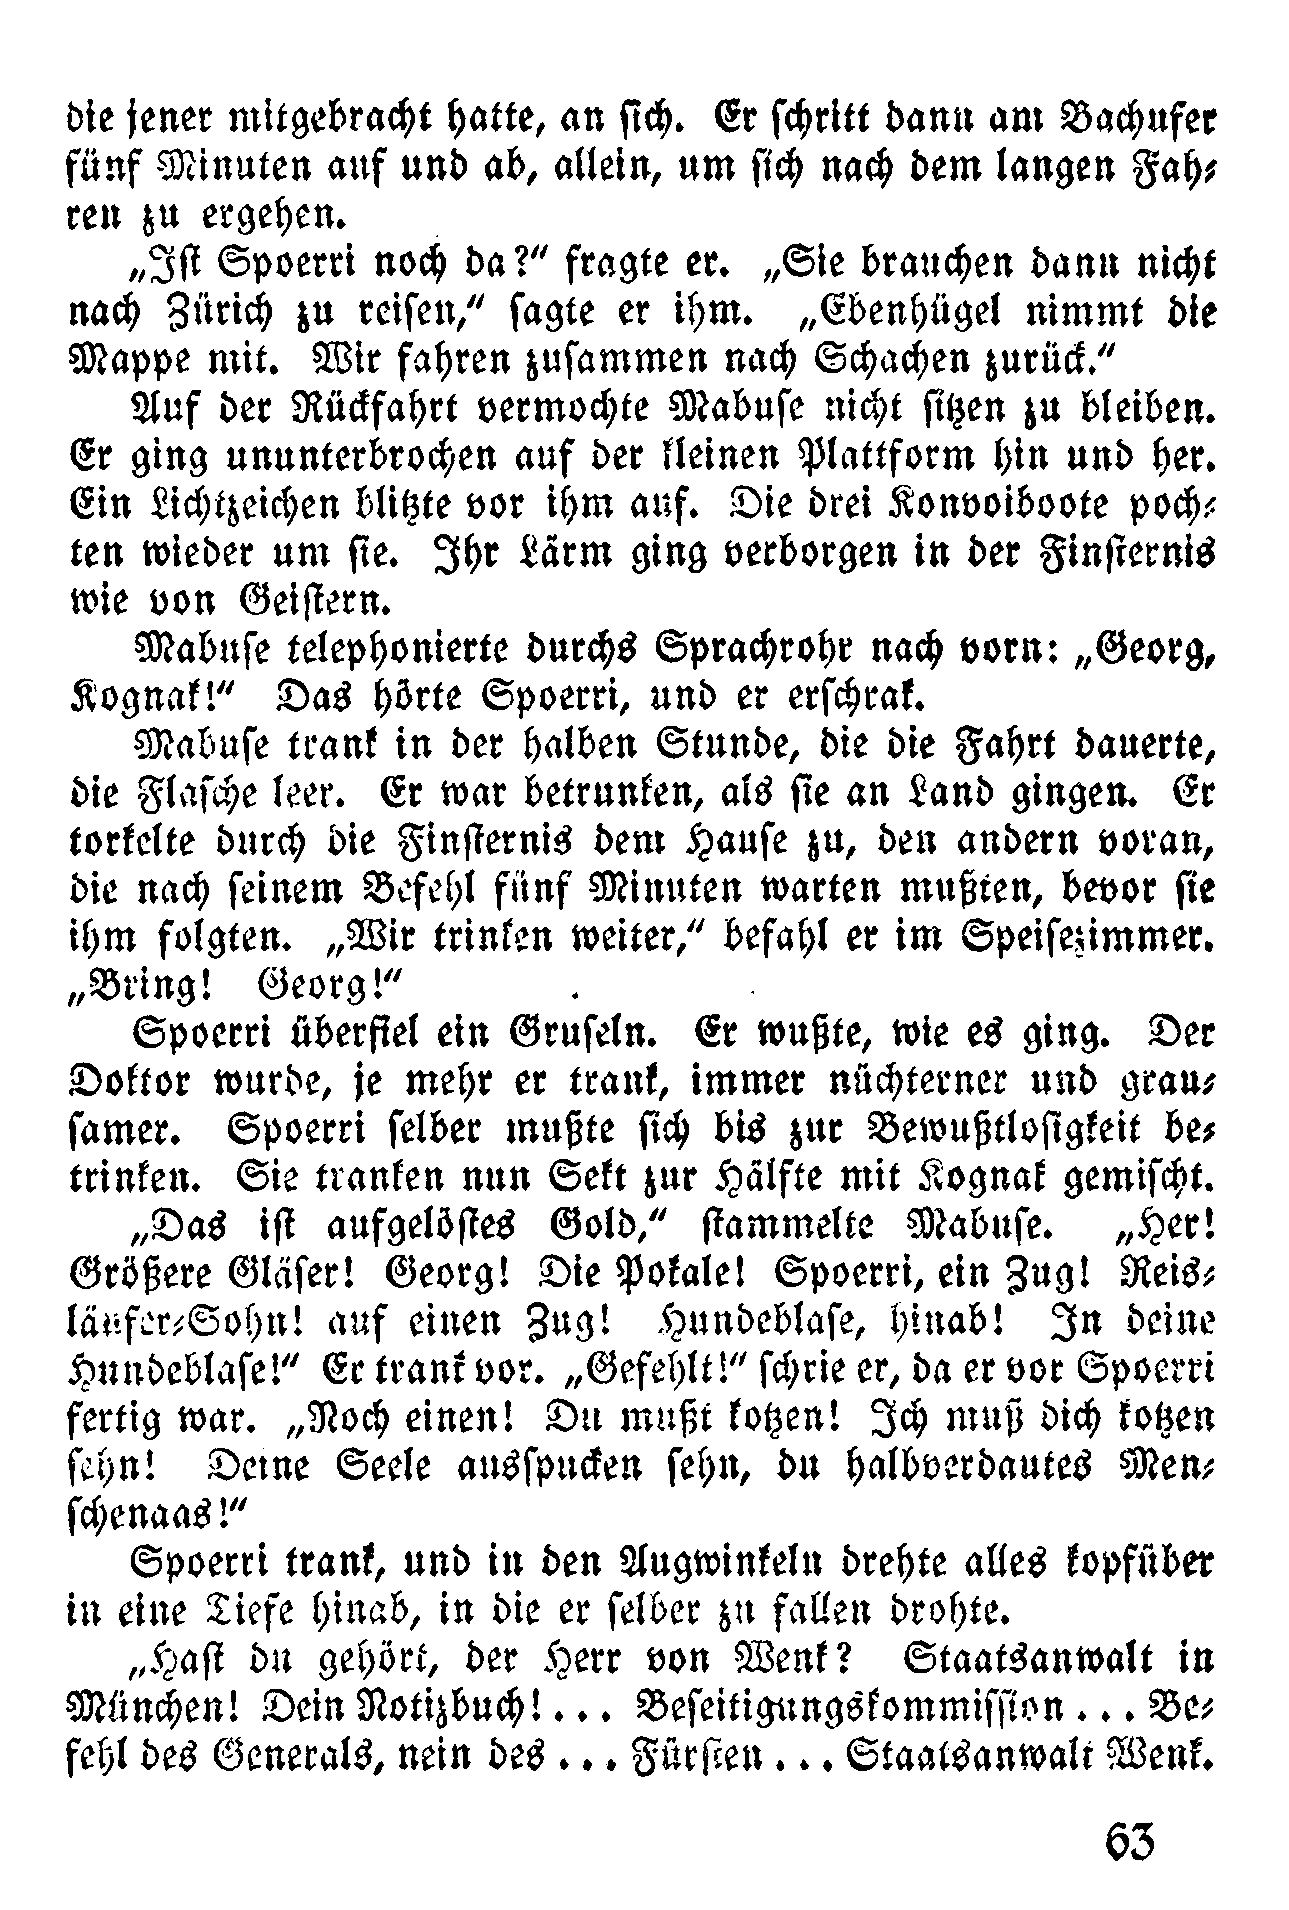 die jener mitgebracht hatte, an sich. Er schritt dann am Bachufer
fünf Minuten auf und ab, allein, um sich nach dem langen Fah-
ren zu ergehen.
„Ist Spoerri noch da?“ fragte er. „Sie brauchen dann nicht
nach Zürich zu reisen,“ sagte er ihm. „Ebenhügel nimmt die
Mappe mit. Wir fahren zusammen nach Schachen zurück.“
Auf der Rückfahrt vermochte Mabuse nicht sitzen zu bleiben.
Er ging ununterbrochen auf der kleinen Plattform hin und her.
Ein Lichtzeichen blitzte vor ihm auf. Die drei Konvoiboote poch-
ten wieder um sie. Ihr Lärm ging verborgen in der Finsternis
wie von Geistern.
Mabuse telephonierte durchs Sprachrohr nach vorn: „Georg,
Kognak!“ Das hörte Spoerri, und er erschrak.
Mabuse trank in der halben Stunde, die die Fahrt dauerte,
die Flasche leer. Er war betrunken, als sie an Land gingen. Er
torkelte durch die Finsternis dem Hause zu, den andern voran,
die nach seinem Befehl fünf Minuten warten mußten, bevor sie
ihm folgten. „Wir trinken weiter,“ befahl er im Speisezimmer.
„Bring! Georg!“
Spoerri überfiel ein Gruseln. Er wußte, wie es ging. Der
Doktor wurde, je mehr er trank, immer nüchterner und grau-
samer. Spoerri selber mußte sich bis zur Bewußtlosigkeit be-
trinken. Sie tranken nun Sekt zur Hälfte mit Kognak gemischt.
„Das ist aufgelöstes Gold,“ stammelte Mabuse. „Her!
Größere Gläser! Georg! Die Pokale! Spoerri, ein Zug! Reis-
läufer-Sohn! auf einen Zug! Hundeblase, hinab! In deine
Hundeblase!“ Er trank vor. „Gefehlt!“ schrie er, da er vor Spoerri
fertig war. „Noch einen! Du mußt kotzen! Ich muß dich kotzen
sehn! Deine Seele ausspucken sehn, du halbverdautes Men-
schenaas!“
Spoerri trank, und in den Augwinkeln drehte alles kopfüber
in eine Tiefe hinab, in die er selber zu fallen drohte.
„Hast du gehört, der Herr von Wenk? Staatsanwalt in
München! Dein Notizbuch!... Beseitigungskommission ... Be-
fehl des Generals, nein des ... Fürsten ... Staatsanwalt Wenk.
63